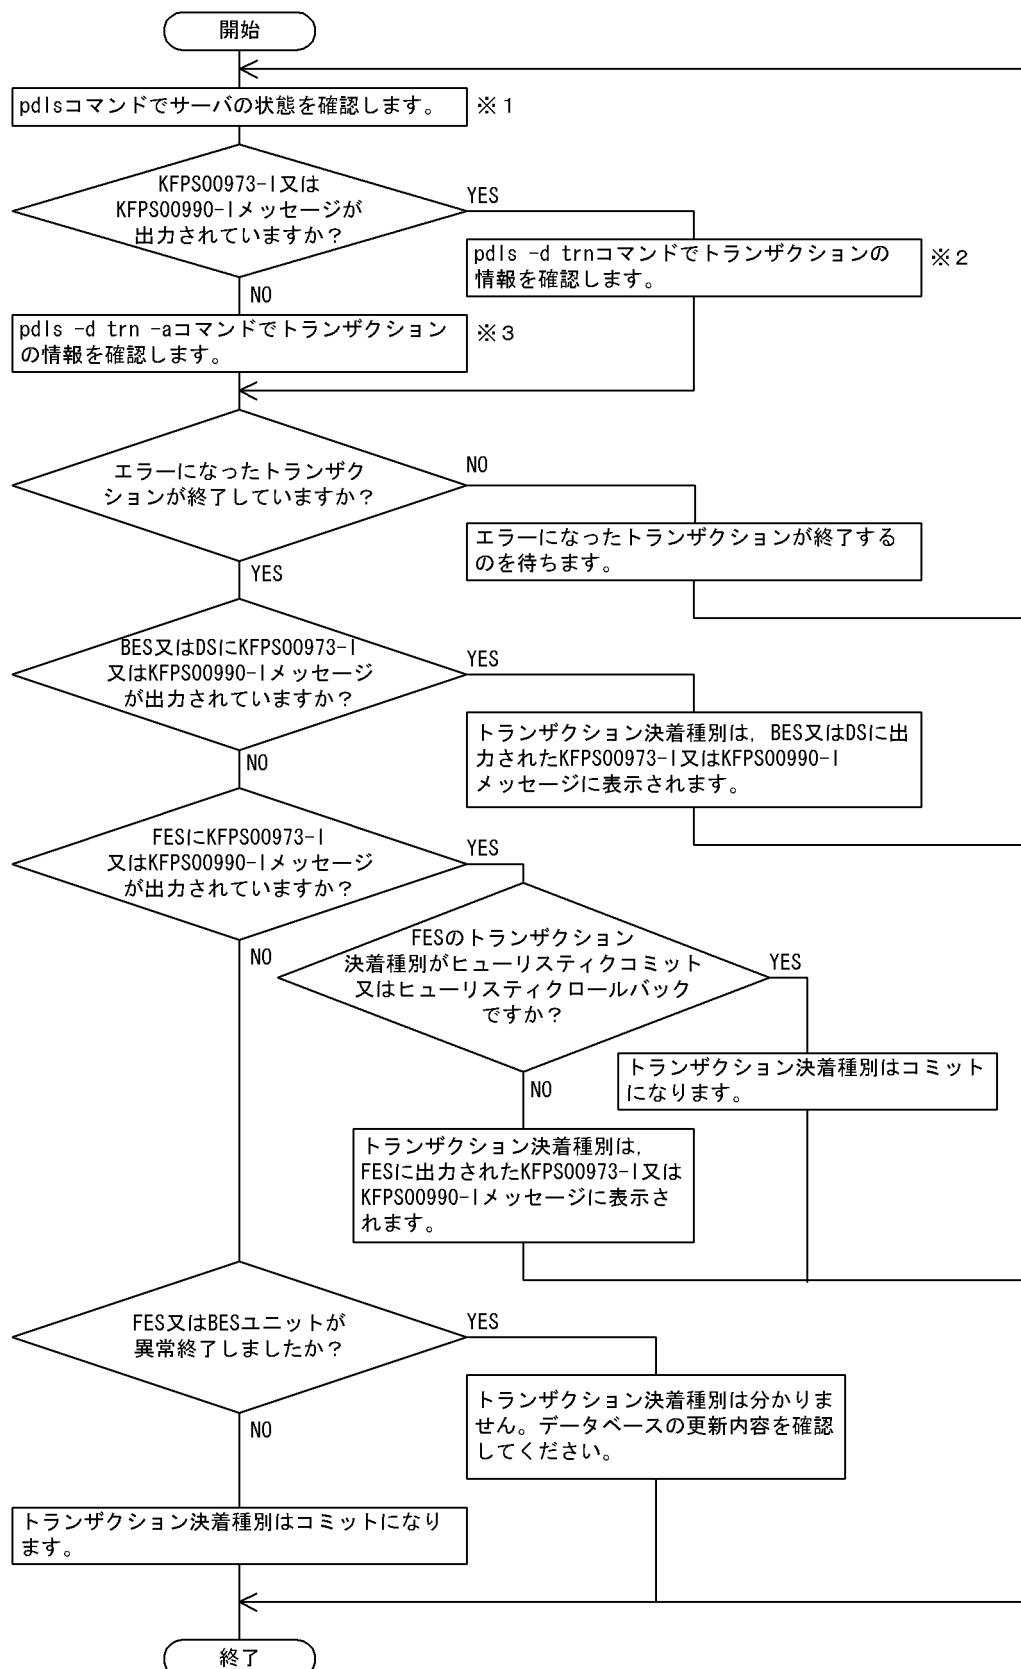 開始
pdlsコマンドでサーバの状態を確認します。 ※1
KFPS00973-I又は
KFPS00990-Iメッセージが
出力されていますか？
YES
pdls -d trnコマンドでトランザクションの
情報を確認します。
※2
NO
pdls -d trn -aコマンドでトランザクション
の情報を確認します。
※3
エラーになったトランザク
ションが終了していますか？
NO
エラーになったトランザクションが終了する
のを待ちます。
YES
BES又はDSにKFPS00973-I
又はKFPS00990-Iメッセージ
が出力されていますか？
YES
トランザクション決着種別は，BES又はDSに出
力されたKFPS00973-I又はKFPS00990-I
メッセージに表示されます。
NO
FESにKFPS00973-I
又はKFPS00990-Iメッセージ
が出力されていますか？
YES
NO
FESのトランザクション
決着種別がヒューリスティクコミット
又はヒューリスティクロールバック
ですか？
YES
トランザクション決着種別はコミット
になります。
NO
トランザクション決着種別は，
FESに出力されたKFPS00973-I又は
KFPS00990-Iメッセージに表示さ
れます。
FES又はBESユニットが
異常終了しましたか？
YES
トランザクション決着種別は分かりま
せん。データベースの更新内容を確認
してください。
NO
トランザクション決着種別はコミットになり
ます。
終了